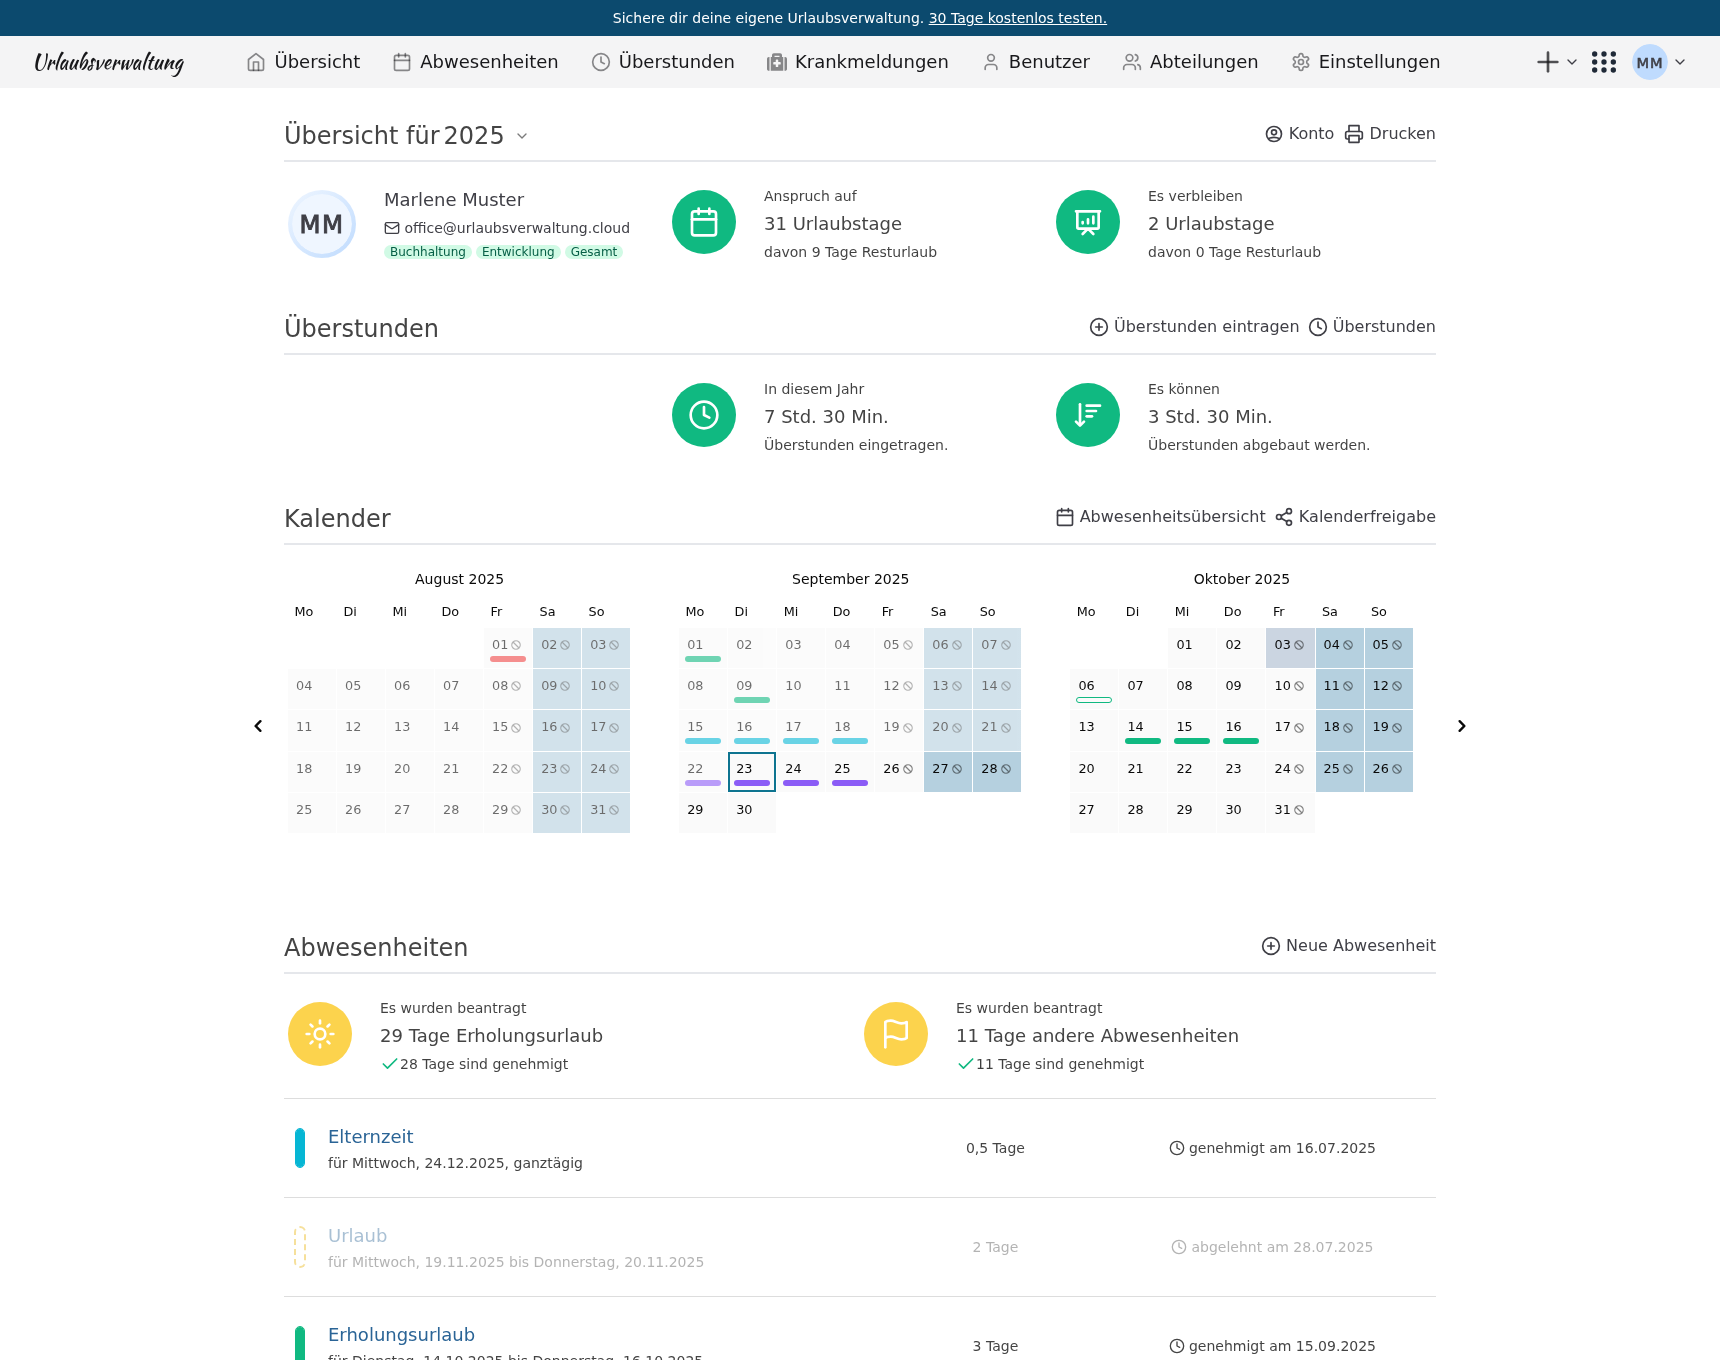 Sichere dir deine eigene Urlaubsverwaltung. 30 Tage kostenlos testen.
Urlaubsverwaltung Übersicht Abwesenheiten Überstunden Krankmeldungen Benutzer Abteilungen Einstellungen MM
Übersicht für 2025 Konto Drucken
MM
Marlene Muster
office@urlaubsverwaltung.cloud
Buchhaltung Entwicklung Gesamt
Anspruch auf
31 Urlaubstage
davon 9 Tage Resturlaub
Es verbleiben
2 Urlaubstage
davon 0 Tage Resturlaub
Überstunden Überstunden eintragen Überstunden
In diesem Jahr
7 Std. 30 Min.
Überstunden eingetragen.
Es können
3 Std. 30 Min.
Überstunden abgebaut werden.
Kalender Abwesenheitsübersicht Kalenderfreigabe
August 2025
Mo Di Mi Do Fr Sa So
01 02 03
04 05 06 07 08 09 10
11 12 13 14 15 16 17
18 19 20 21 22 23 24
25 26 27 28 29 30 31
September 2025
Mo Di Mi Do Fr Sa So
01 02 03 04 05 06 07
08 09 10 11 12 13 14
15 16 17 18 19 20 21
22 23 24 25 26 27 28
29 30
Oktober 2025
Mo Di Mi Do Fr Sa So
01 02 03 04 05
06 07 08 09 10 11 12
13 14 15 16 17 18 19
20 21 22 23 24 25 26
27 28 29 30 31
Abwesenheiten Neue Abwesenheit
Es wurden beantragt
29 Tage Erholungsurlaub
28 Tage sind genehmigt
Es wurden beantragt
11 Tage andere Abwesenheiten
11 Tage sind genehmigt
Elternzeit
für Mittwoch, 24.12.2025, ganztägig
0,5 Tage
genehmigt am 16.07.2025
Urlaub
für Mittwoch, 19.11.2025 bis Donnerstag, 20.11.2025
2 Tage
abgelehnt am 28.07.2025
Erholungsurlaub
für Dienstag, 14.10.2025 bis Donnerstag, 16.10.2025
3 Tage
genehmigt am 15.09.2025